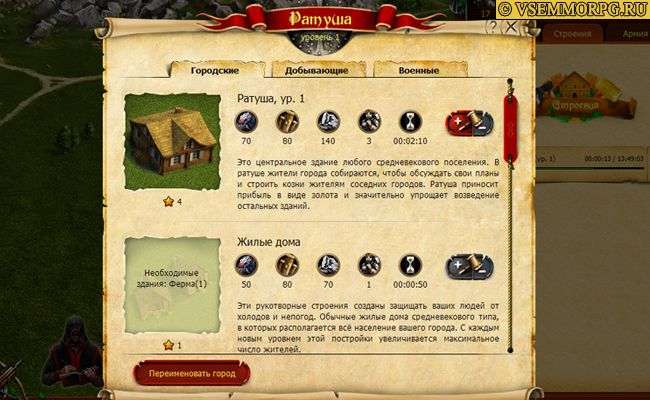 © VSEMMORPG.RU
Ратуша
уровень 1
17
?
Строения
Армия
Городские
Добывающие
Военные
Строения
Ратуша, ур. 1
70 80 140 3 00:02:10
ур. 1) 00:00:13 / 13:49:03
Это центральное здание любого средневекового поселения. В
ратуше жители города собираются, чтобы обсуждать свои планы
и строить козни жителям соседних городов. Ратуша приносит
прибыль в виде золота и значительно упрощает возведение
остальных зданий.
4
Жилые дома
Необходимые
здания: Ферма(1)
50 80 70 1 00:00:50
Эти рукотворные строения созданы защищать ваших людей от
холодов и непогод. Обычные жилые дома средневекового типа,
в которых располагается всё население вашего города. С каждым
новым уровнем этой постройки увеличивается максимальное
число жителей.
1
Переименовать город